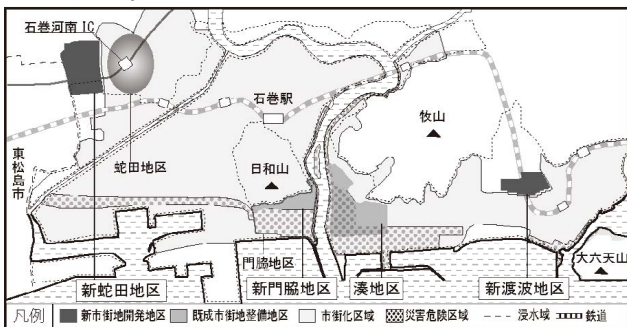 石巻河南IC
石巻駅
牧山
東松島市
蛇田地区
日和山
門脇地区
大六天山
新蛇田地区
新門脇地区
湊地区
新渡波地区
凡例 新市街地開発地区 既成市街地整備地区 市街化区域 災害危険区域 浸水域 鉄道